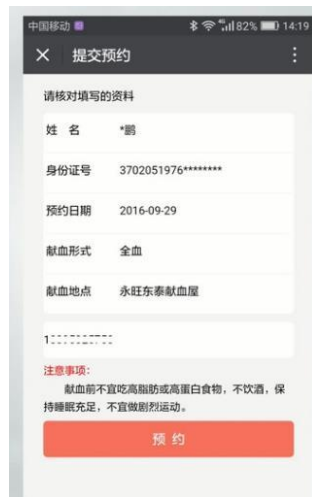 中国移动 82% 14:19
提交预约
请核对填写的资料
姓 名 *鹏
身份证号 3702051976********
预约日期 2016-09-29
献血形式 全血
献血地点 永旺东泰献血屋
注意事项:
献血前不宜吃高脂肪或高蛋白食物，不饮酒，保
持睡眠充足，不宜做剧烈运动。
预 约